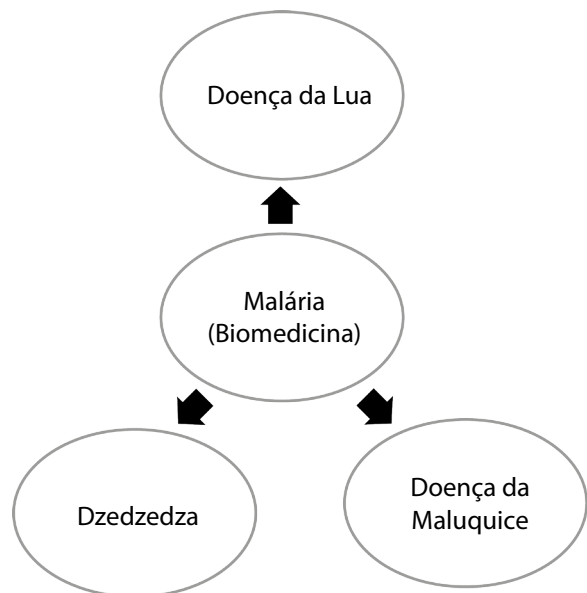 Doença da Lua
Malária
(Biomedicina)
Dzedzedza
Doença da
Maluquice